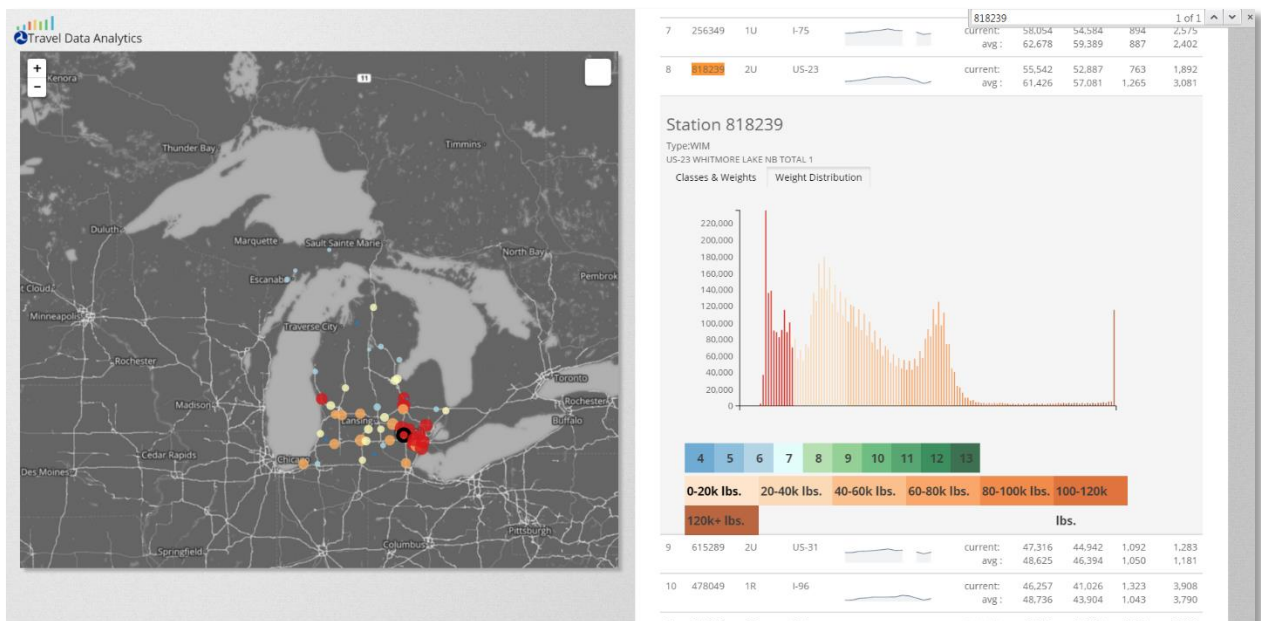 Travel Data Analytics
+
−
11
Kenora
Thunder Bay
Timmins
Duluth
Marquette
Sault Sainte Marie
North Bay
Escanaba
Pembrok
t Cloud
Minneapolis
Traverse City
Rochester
Toronto
Rochester
Madison
Lansing
Buffalo
Cedar Rapids
Chicago
Des Moines
Pittsburgh
Springfield
Columbus
818239 1 of 1
7 256349 1U I-75 current: 58,054 54,584 894 2,575
avg : 62,678 59,389 887 2,402
8 818239 2U US-23 current: 55,542 52,887 763 1,892
avg : 61,426 57,081 1,265 3,081
Station 818239
Type:WIM
US-23 WHITMORE LAKE NB TOTAL 1
Classes & Weights Weight Distribution
220,000
200,000
180,000
160,000
140,000
120,000
100,000
80,000
60,000
40,000
20,000
0
4 5 6 7 8 9 10 11 12 13
0-20k lbs. 20-40k lbs. 40-60k lbs. 60-80k lbs. 80-100k lbs. 100-120k
120k+ lbs. lbs.
9 615289 2U US-31 current: 47,316 44,942 1,092 1,283
avg : 48,625 46,394 1,050 1,181
10 478049 1R I-96 current: 46,257 41,026 1,323 3,908
avg : 48,736 43,904 1,043 3,790